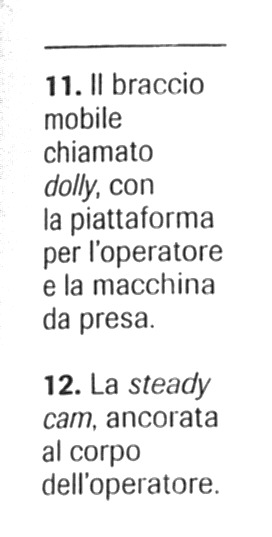 11. Il braccio
mobile
chiamato
dolly, con
la piattaforma
per l'operatore
e la macchina
da presa.
12. La steady
cam, ancorata
al corpo
dell'operatore.